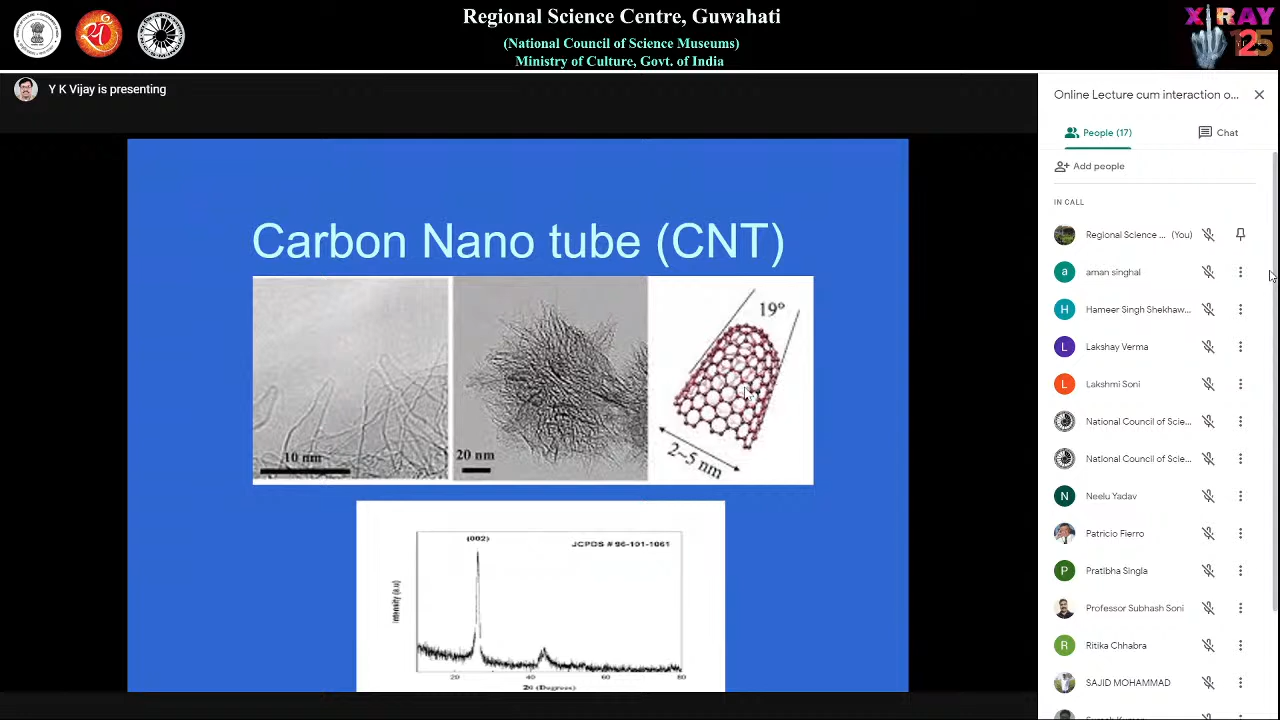 Regional Science Centre, Guwahati
(National Council of Science Museums)
Ministry of Culture, Govt. of India
X RAY
125
Y K Vijay is presenting
Online Lecture cum interaction o...
People (17)
Chat
Add people
IN CALL
Regional Science ... (You)
a aman singhal
H Hameer Singh Shekhaw...
L Lakshay Verma
L Lakshmi Soni
National Council of Scie...
National Council of Scie...
N Neelu Yadav
Patricio Fierro
P Pratibha Singla
Professor Subhash Soni
R Ritika Chhabra
SAJID MOHAMMAD
Carbon Nano tube (CNT)
10 nm
20 nm
19°
2~5 nm
(002)
JCPDS # 96-101-1061
Intensity (a.u)
20
40
60
80
2θ (Degrees)